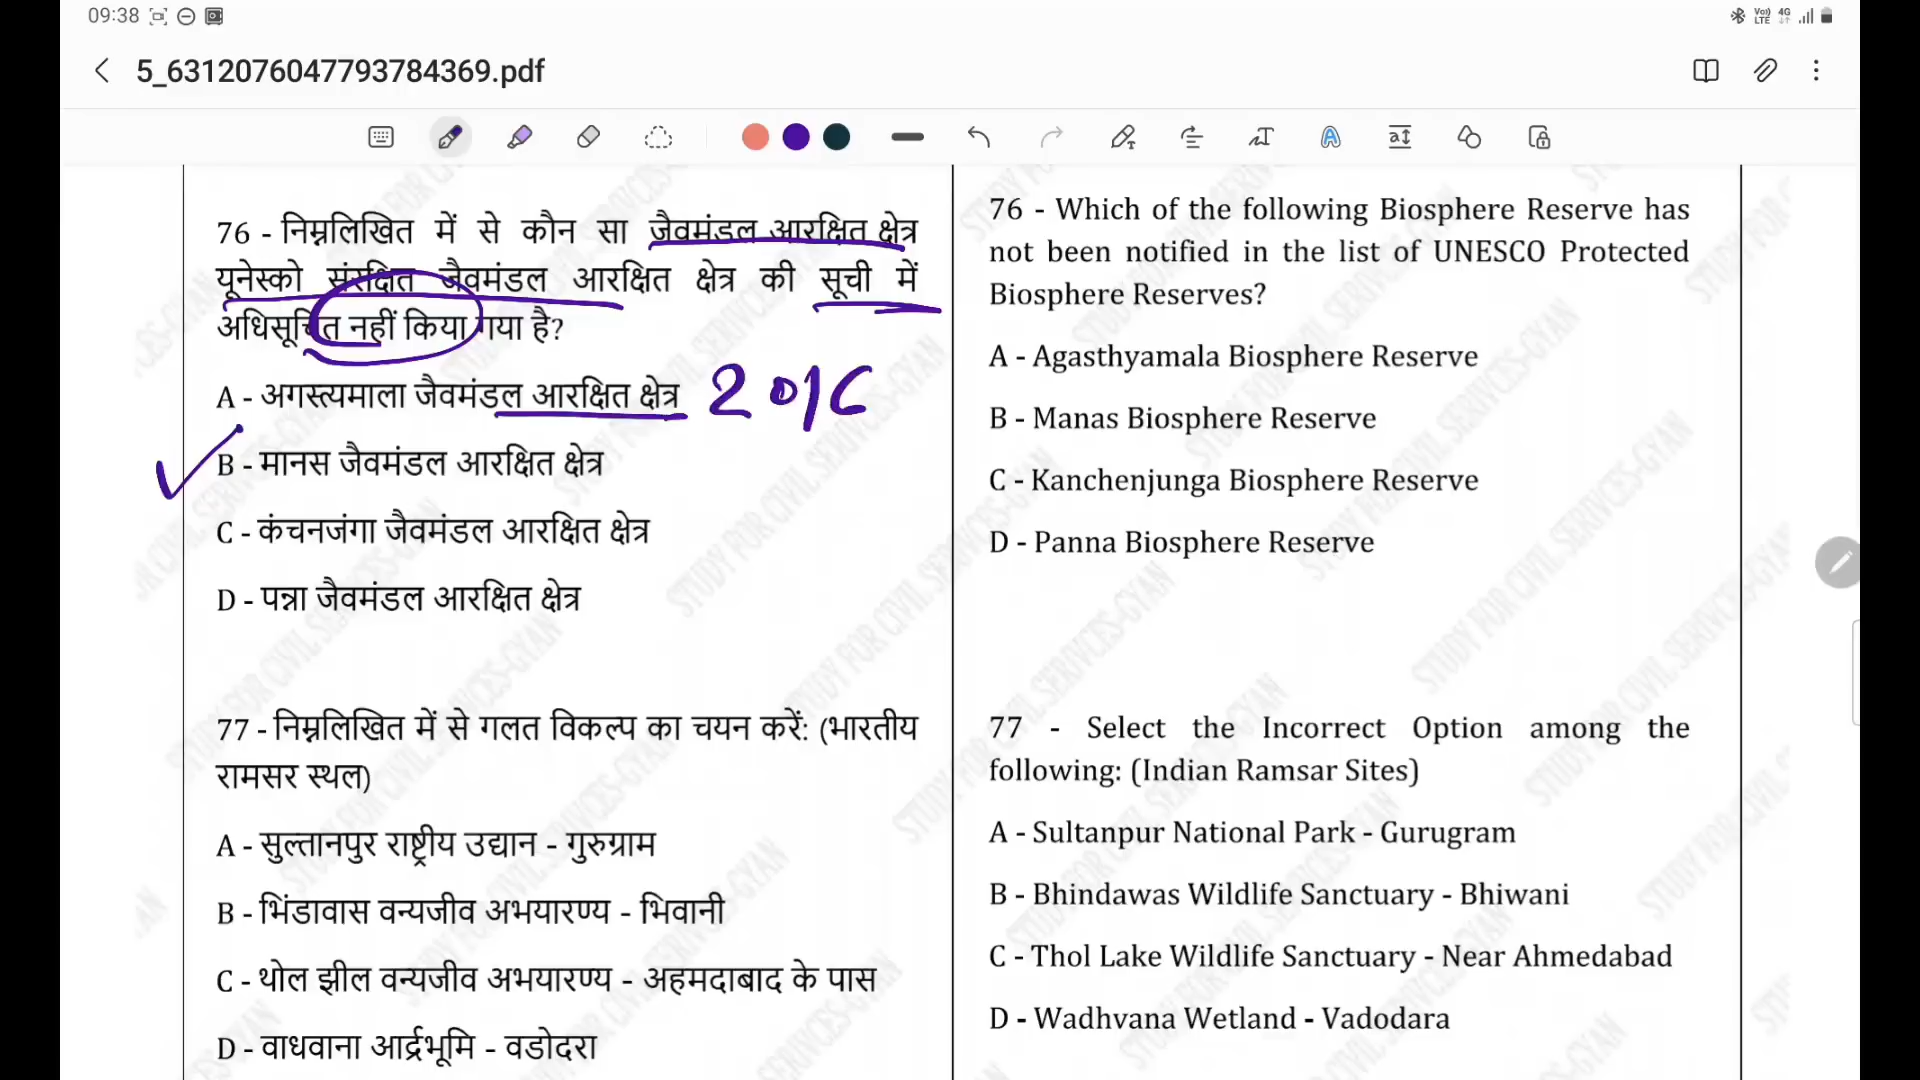 09:38
5_6312076047793784369.pdf
76 - निम्नलिखित में से कौन सा जैवमंडल आरक्षित क्षेत्र
यूनेस्को संरक्षित जैवमंडल आरक्षित क्षेत्र की सूची में
अधिसूचित नहीं किया गया है?
A - अगस्त्यमाला जैवमंडल आरक्षित क्षेत्र 2016
B - मानस जैवमंडल आरक्षित क्षेत्र
C - कंचनजंगा जैवमंडल आरक्षित क्षेत्र
D - पन्ना जैवमंडल आरक्षित क्षेत्र
77 - निम्नलिखित में से गलत विकल्प का चयन करें: (भारतीय
रामसर स्थल)
A - सुल्तानपुर राष्ट्रीय उद्यान - गुरुग्राम
B - भिंडावास वन्यजीव अभयारण्य - भिवानी
C - थोल झील वन्यजीव अभयारण्य - अहमदाबाद के पास
D - वाधवाना आर्द्रभूमि - वडोदरा
76 - Which of the following Biosphere Reserve has
not been notified in the list of UNESCO Protected
Biosphere Reserves?
A - Agasthyamala Biosphere Reserve
B - Manas Biosphere Reserve
C - Kanchenjunga Biosphere Reserve
D - Panna Biosphere Reserve
77 - Select the Incorrect Option among the
following: (Indian Ramsar Sites)
A - Sultanpur National Park - Gurugram
B - Bhindawas Wildlife Sanctuary - Bhiwani
C - Thol Lake Wildlife Sanctuary - Near Ahmedabad
D - Wadhvana Wetland - Vadodara
STUDY FOR CIVIL SERIVCES-GYAN